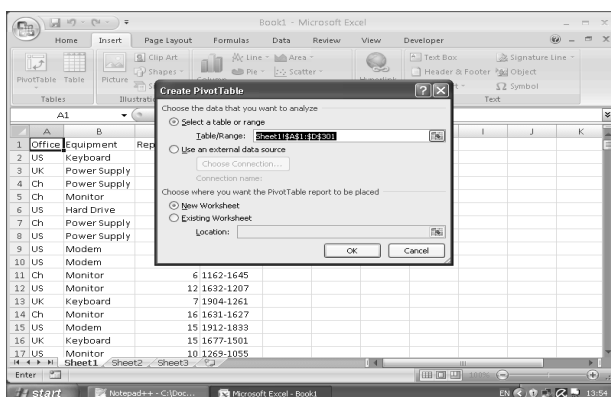 Book1 - Microsoft Excel
Home Insert Page Layout Formulas Data Review View Developer
PivotTable Table Picture Clip Art Shapes Line Area Pie Scatter Text Box Header & Footer Signature Line Object Symbol
Tables Text
A1
Create PivotTable
Choose the data that you want to analyze
Select a table or range
Table/Range: Sheet1!$A$1:$D$301
Use an external data source
Choose Connection...
Connection name:
Choose where you want the PivotTable report to be placed
New Worksheet
Existing Worksheet
Location:
OK Cancel
A B I J K
1 Office Equipment Rep
2 US Keyboard
3 UK Power Supply
4 Ch Power Supply
5 Ch Monitor
6 US Hard Drive
7 Ch Power Supply
8 US Power Supply
9 US Modem
10 US Modem
11 Ch Monitor 6 1162-1645
12 US Monitor 12 1632-1207
13 UK Keyboard 7 1904-1261
14 Ch Monitor 16 1631-1627
15 US Modem 15 1912-1833
16 UK Keyboard 15 1677-1501
17 US Monitor 10 1269-1055
Sheet1 Sheet2 Sheet3
Enter 100%
start Notepad++ - C:\Doc... Microsoft Excel - Book1 EN 13:54